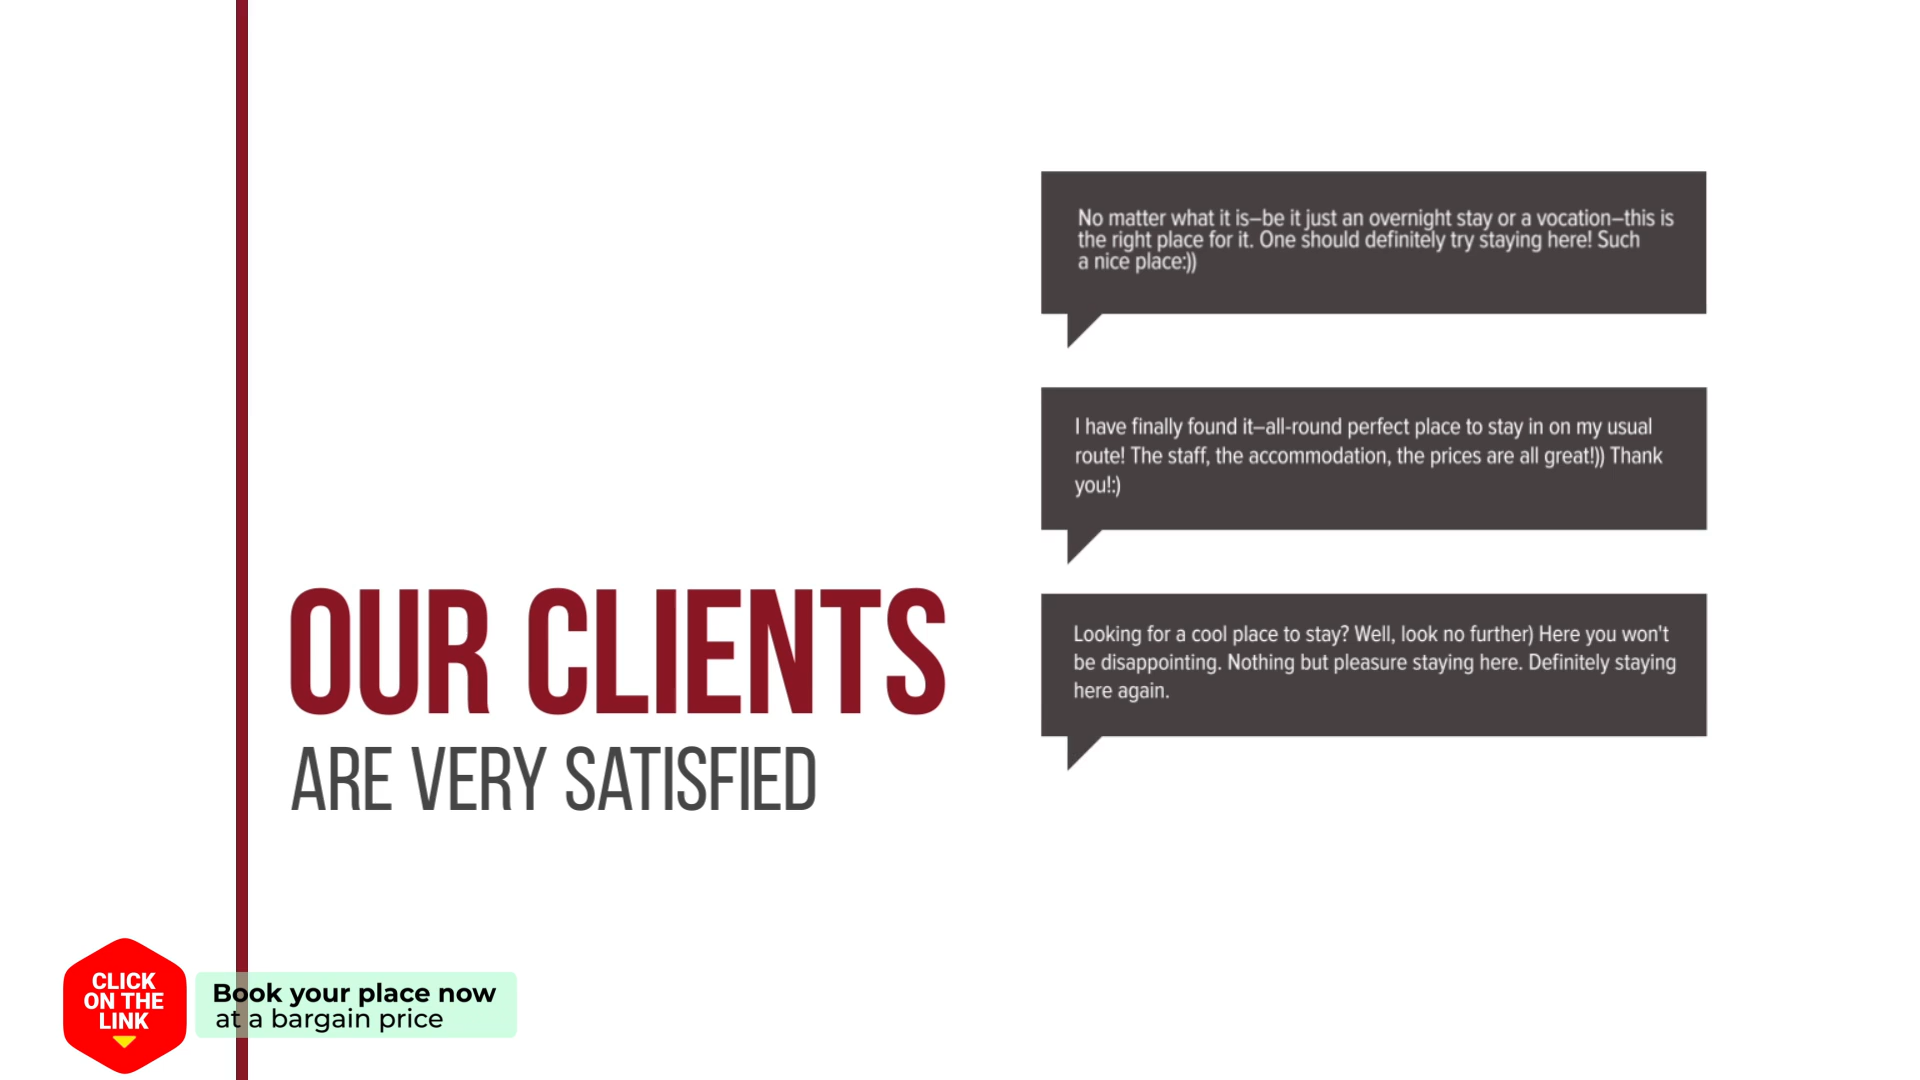 No matter what it is–be it just an overnight stay or a vocation–this is
the right place for it. One should definitely try staying here! Such
a nice place:))
I have finally found it–all-round perfect place to stay in on my usual
route! The staff, the accommodation, the prices are all great!)) Thank
you!:)
Looking for a cool place to stay? Well, look no further) Here you won't
be disappointing. Nothing but pleasure staying here. Definitely staying
here again.
OUR CLIENTS
ARE VERY SATISFIED
CLICK
ON THE
LINK
Book your place now
at a bargain price